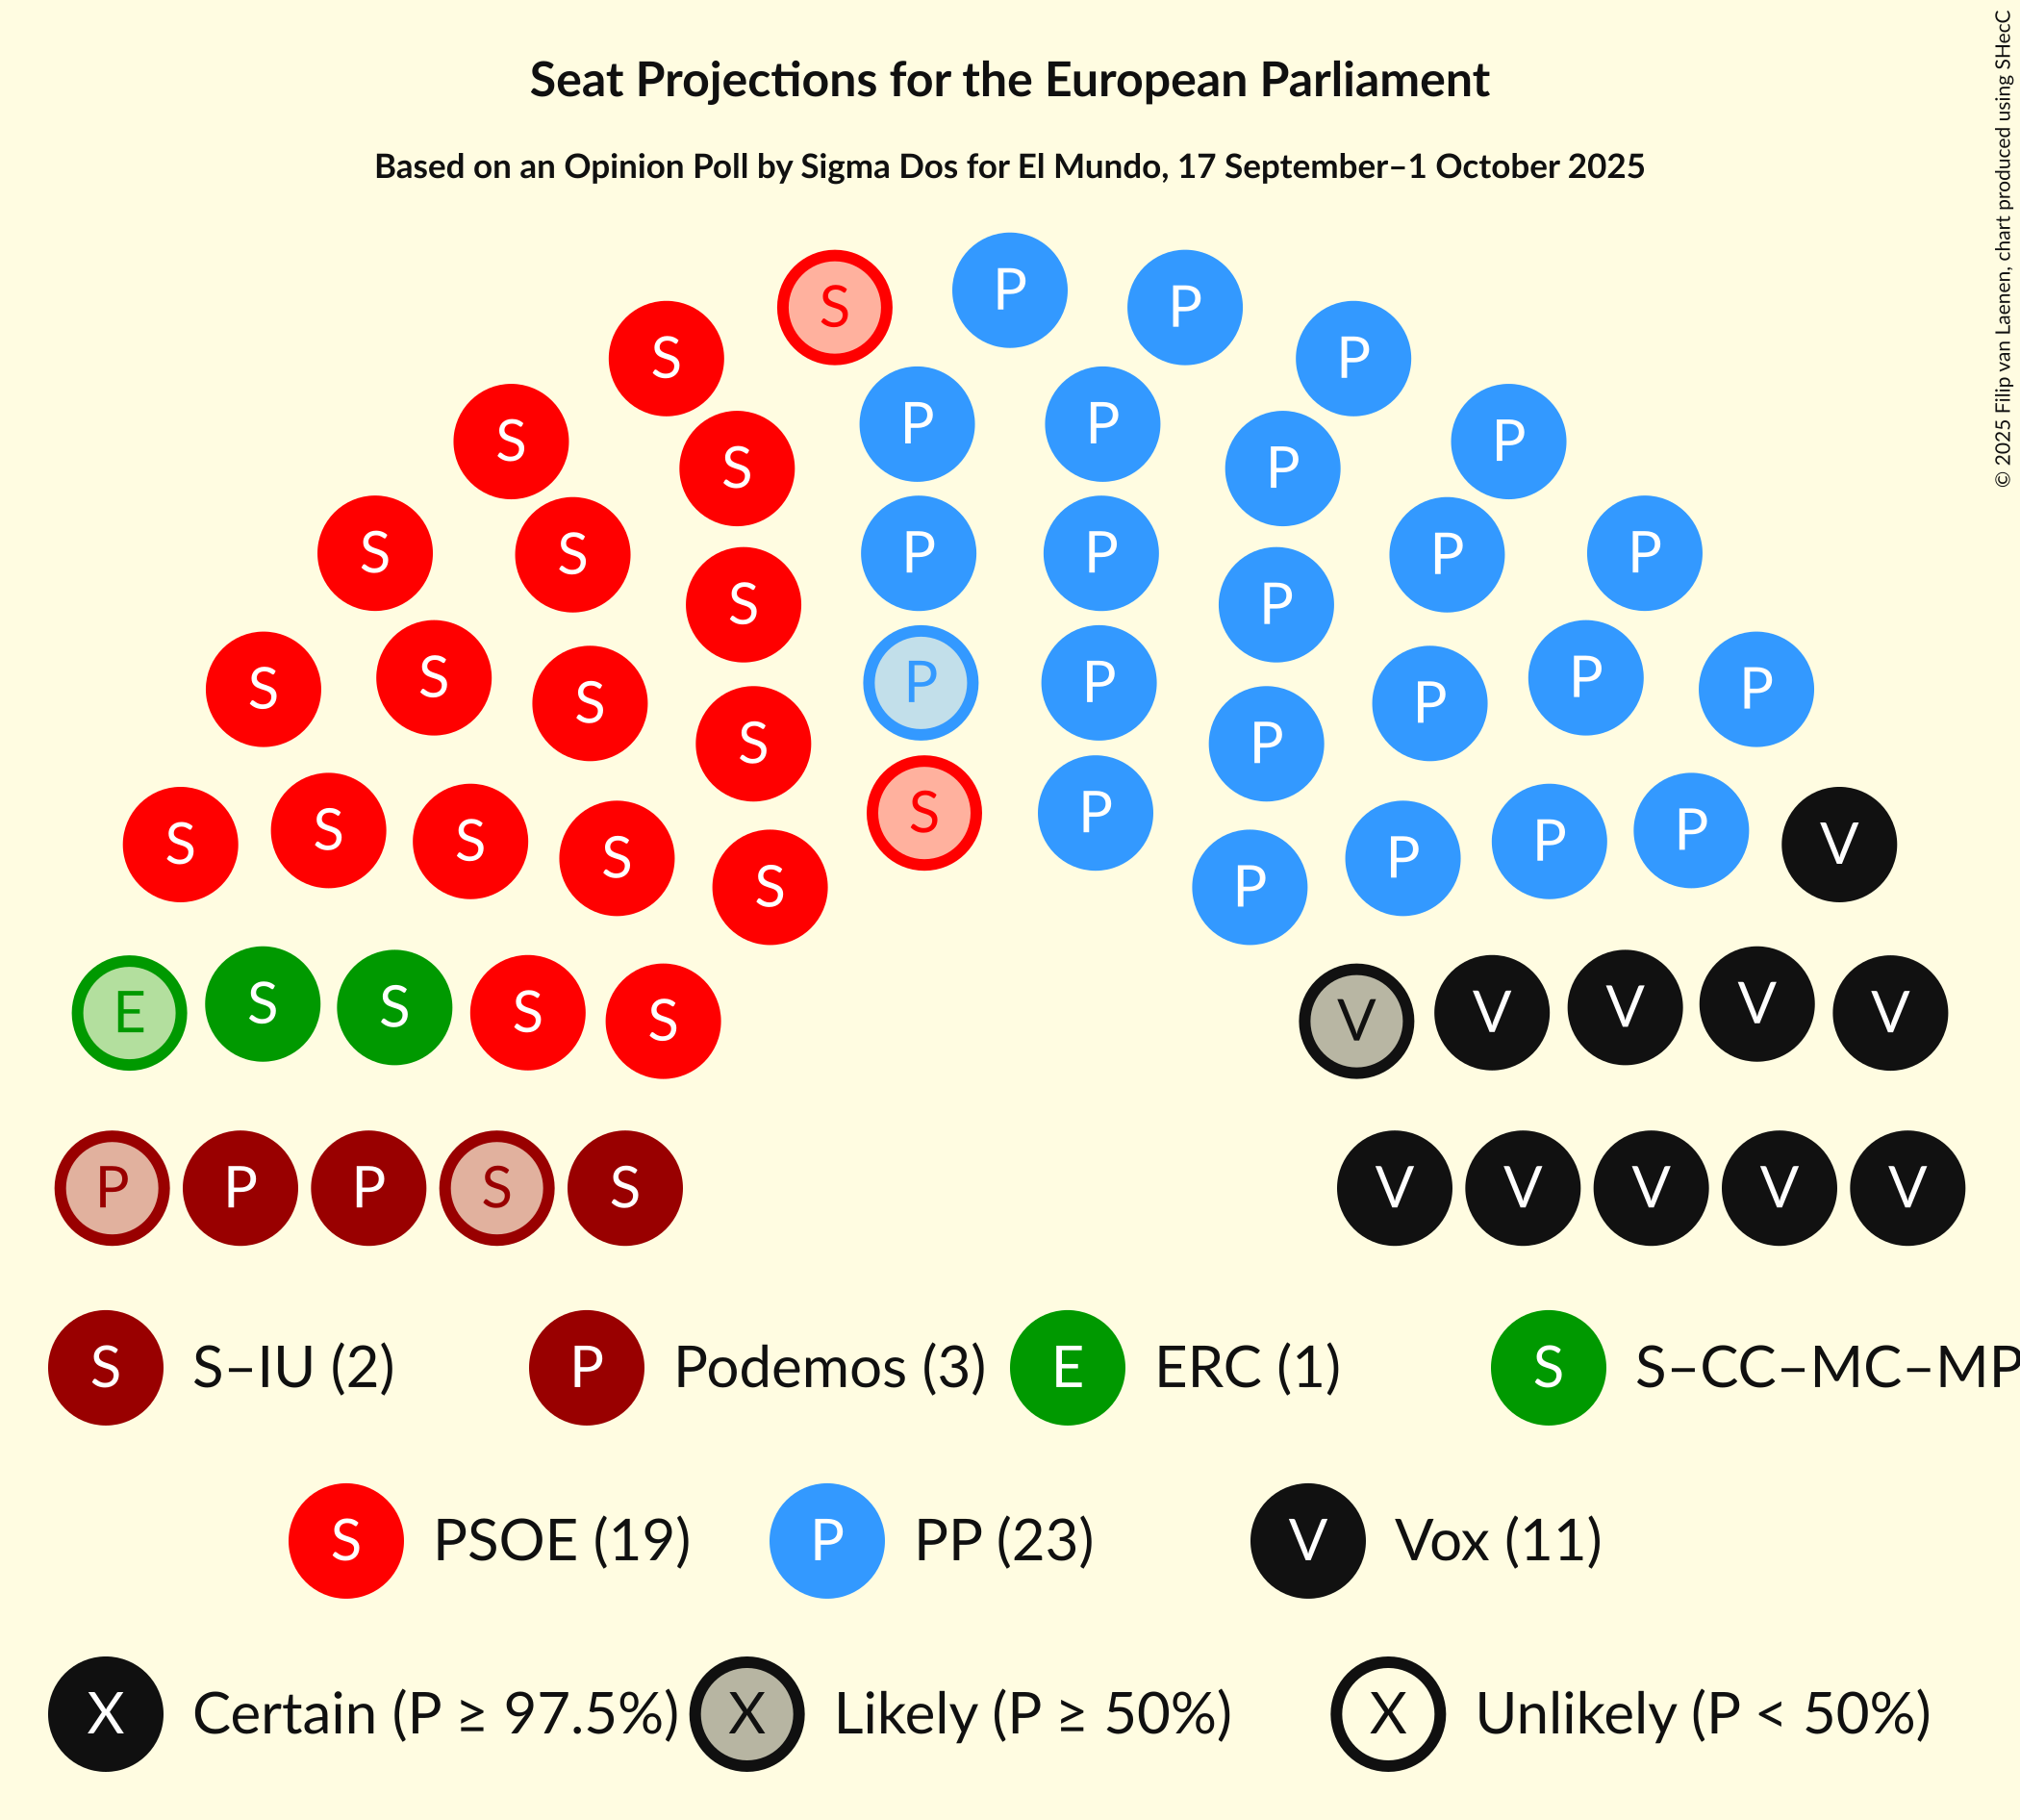 Seat Projections for the European Parliament
Based on an Opinion Poll by Sigma Dos for El Mundo, 17 September–1 October 2025
© 2025 Filip van Laenen, chart produced using SHecC
S P P
S P
P P
S P
S P
S S P P P P
S P
S S P P P P
S P
S P
S P
S S S S P P P V
S P
E S S S S V V V V V
P P P S S V V V V V
S S–IU (2) P Podemos (3) E ERC (1) S S–CC–MC–MP
S PSOE (19) P PP (23) V Vox (11)
X Certain (P ≥ 97.5%) X Likely (P ≥ 50%) X Unlikely (P < 50%)